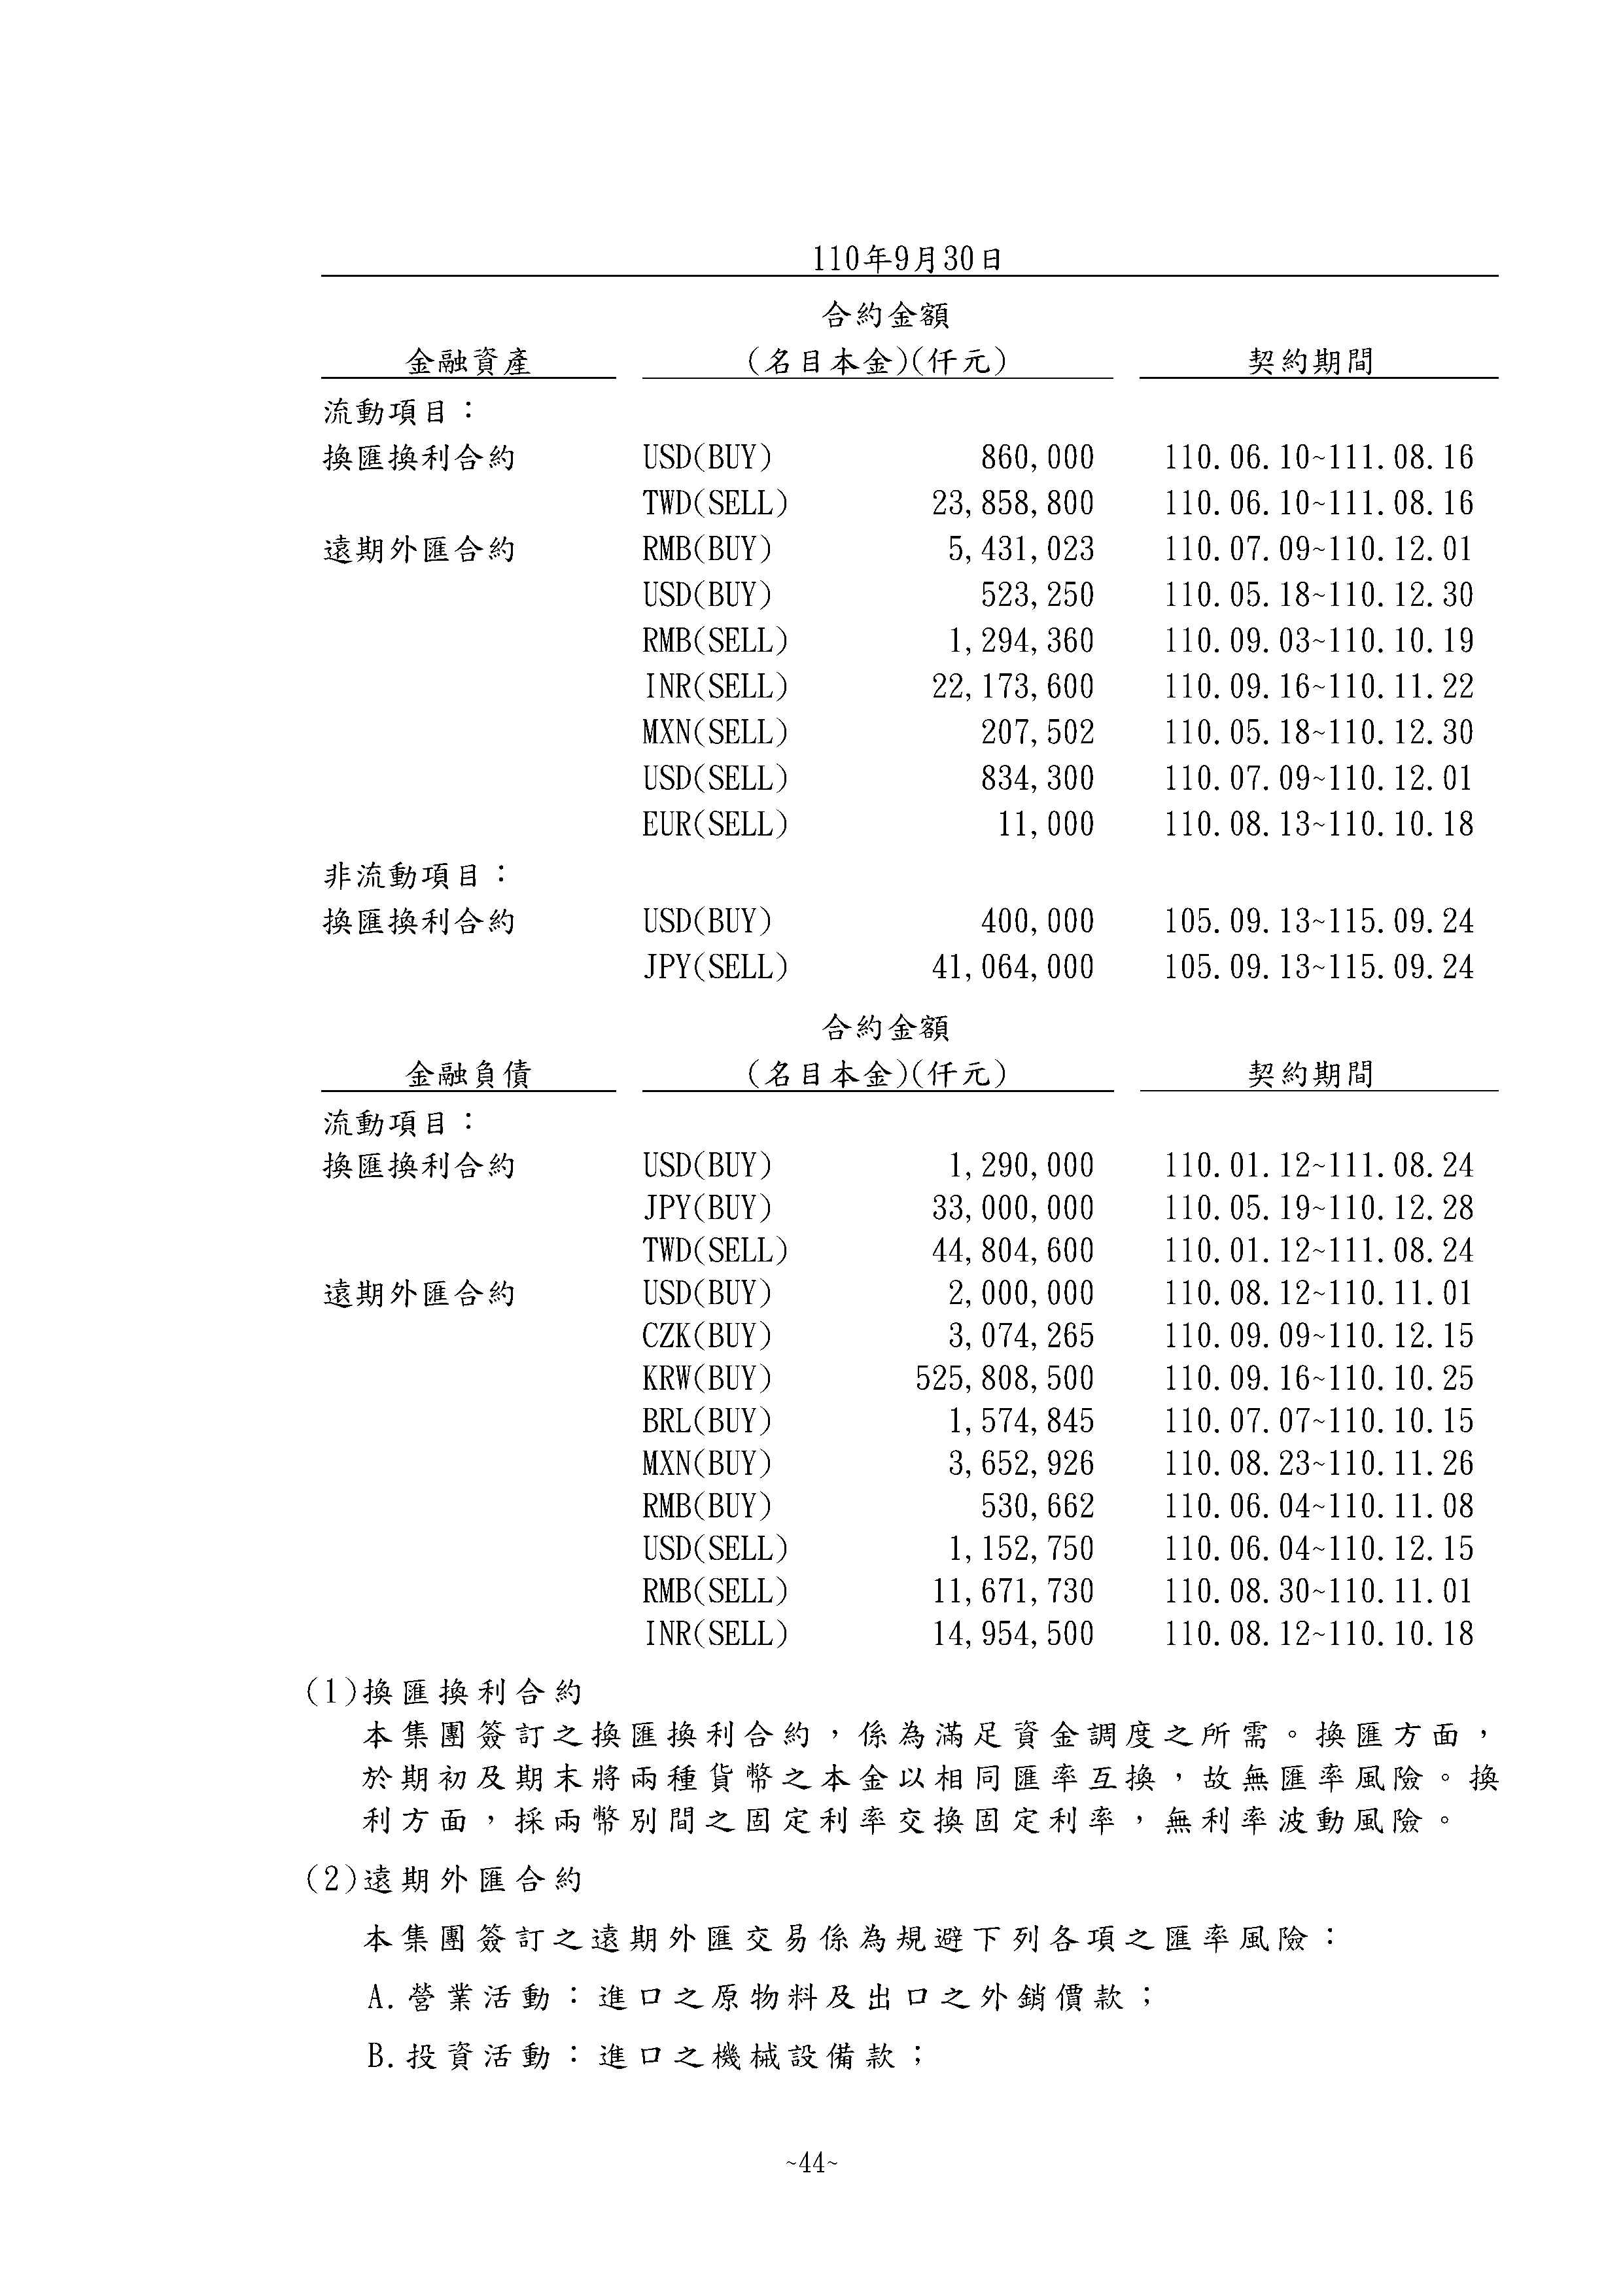 110年9月30日
合約金額
金融資產 (名目本金)(仟元) 契約期間
流動項目：
換匯換利合約 USD(BUY) 860,000 110.06.10~111.08.16
TWD(SELL) 23,858,800 110.06.10~111.08.16
遠期外匯合約 RMB(BUY) 5,431,023 110.07.09~110.12.01
USD(BUY) 523,250 110.05.18~110.12.30
RMB(SELL) 1,294,360 110.09.03~110.10.19
INR(SELL) 22,173,600 110.09.16~110.11.22
MXN(SELL) 207,502 110.05.18~110.12.30
USD(SELL) 834,300 110.07.09~110.12.01
EUR(SELL) 11,000 110.08.13~110.10.18
非流動項目：
換匯換利合約 USD(BUY) 400,000 105.09.13~115.09.24
JPY(SELL) 41,064,000 105.09.13~115.09.24
合約金額
金融負債 (名目本金)(仟元) 契約期間
流動項目：
換匯換利合約 USD(BUY) 1,290,000 110.01.12~111.08.24
JPY(BUY) 33,000,000 110.05.19~110.12.28
TWD(SELL) 44,804,600 110.01.12~111.08.24
遠期外匯合約 USD(BUY) 2,000,000 110.08.12~110.11.01
CZK(BUY) 3,074,265 110.09.09~110.12.15
KRW(BUY) 525,808,500 110.09.16~110.10.25
BRL(BUY) 1,574,845 110.07.07~110.10.15
MXN(BUY) 3,652,926 110.08.23~110.11.26
RMB(BUY) 530,662 110.06.04~110.11.08
USD(SELL) 1,152,750 110.06.04~110.12.15
RMB(SELL) 11,671,730 110.08.30~110.11.01
INR(SELL) 14,954,500 110.08.12~110.10.18
(1)換匯換利合約
本集團簽訂之換匯換利合約，係為滿足資金調度之所需。換匯方面，
於期初及期末將兩種貨幣之本金以相同匯率互換，故無匯率風險。換
利方面，採兩幣別間之固定利率交換固定利率，無利率波動風險。
(2)遠期外匯合約
本集團簽訂之遠期外匯交易係為規避下列各項之匯率風險：
A.營業活動：進口之原物料及出口之外銷價款；
B.投資活動：進口之機械設備款；
~44~